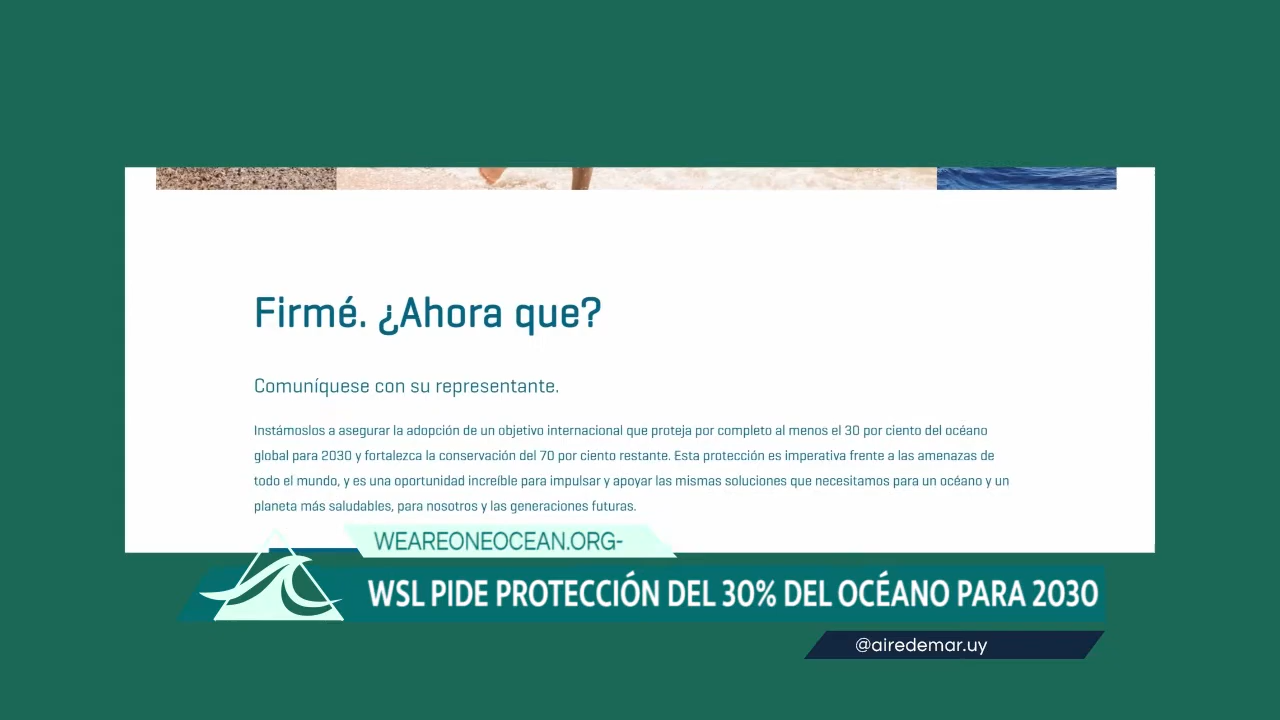 Firmé. ¿Ahora que?
Comuníquese con su representante.
Instámoslos a asegurar la adopción de un objetivo internacional que proteja por completo al menos el 30 por ciento del océano
global para 2030 y fortalezca la conservación del 70 por ciento restante. Esta protección es imperativa frente a las amenazas de
todo el mundo, y es una oportunidad increíble para impulsar y apoyar las mismas soluciones que necesitamos para un océano y un
planeta más saludables, para nosotros y las generaciones futuras.
WEAREONEOCEAN.ORG-
WSL PIDE PROTECCIÓN DEL 30% DEL OCÉANO PARA 2030
@airedemar.uy